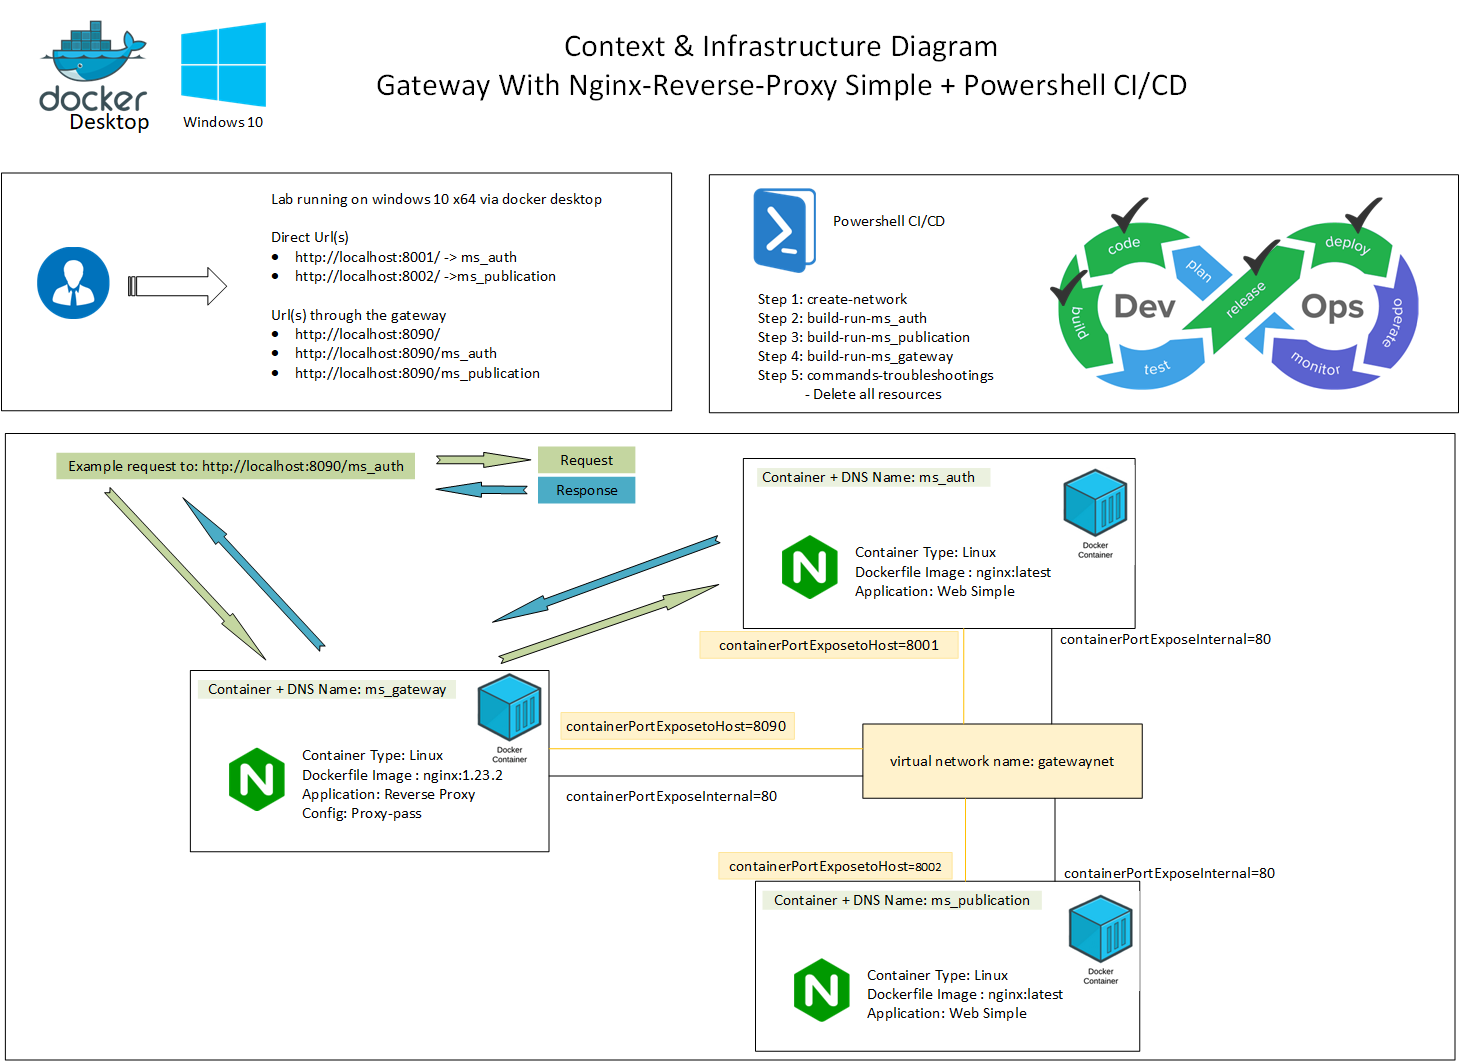 docker
Desktop
Windows 10
Context & Infrastructure Diagram
Gateway With Nginx-Reverse-Proxy Simple + Powershell CI/CD
Lab running on windows 10 x64 via docker desktop
Direct Url(s)
• http://localhost:8001/ -> ms_auth
• http://localhost:8002/ ->ms_publication
Url(s) through the gateway
• http://localhost:8090/
• http://localhost:8090/ms_auth
• http://localhost:8090/ms_publication
Powershell CI/CD
Step 1: create-network
Step 2: build-run-ms_auth
Step 3: build-run-ms_publication
Step 4: build-run-ms_gateway
Step 5: commands-troubleshootings
- Delete all resources
code
plan
build
test
Dev
release
Ops
deploy
operate
monitor
Example request to: http://localhost:8090/ms_auth
Request
Response
Container + DNS Name: ms_auth
Docker
Container
N
Container Type: Linux
Dockerfile Image : nginx:latest
Application: Web Simple
containerPortExposetoHost=8001
containerPortExposeInternal=80
Container + DNS Name: ms_gateway
Docker
Container
N
Container Type: Linux
Dockerfile Image : nginx:1.23.2
Application: Reverse Proxy
Config: Proxy-pass
containerPortExposetoHost=8090
containerPortExposeInternal=80
virtual network name: gatewaynet
containerPortExposetoHost=8002
containerPortExposeInternal=80
Container + DNS Name: ms_publication
Docker
Container
N
Container Type: Linux
Dockerfile Image : nginx:latest
Application: Web Simple